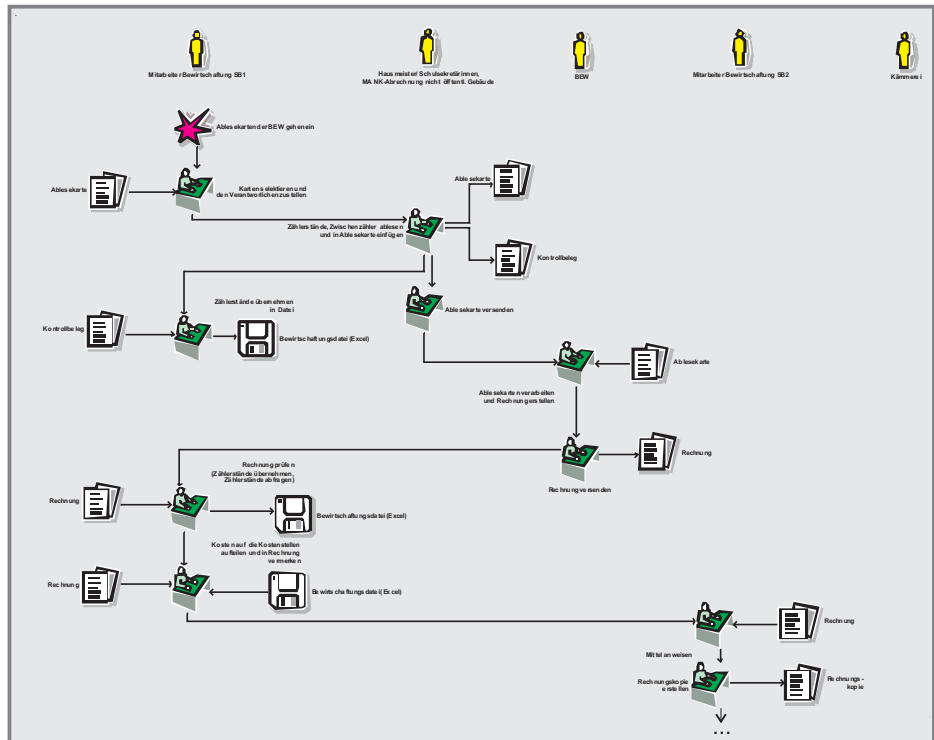 Mitarbeiter Bewirtschaftung SB1
Hausmeister/Schulsekretärinnen,
MA NK-Abrechnung nicht öffentl. Gebäude
BEW
Mitarbeiter Bewirtschaftung SB2
Kämmerei
Ablesekarten der BEW gehen ein
Ablesekarte
Karten selektieren und
den Verantworlichen zustellen
Ablesekarte
Zählerstände, Zwischenzähler ablesen
und in Ablesekarte einfügen
Kontrollbeleg
Zählerstände übernehmen
in Datei
Ablesekarte versenden
Kontrollbeleg
Bewirtschaftungsdatei (Excel)
Ablesekarte
Ablesekarten verarbeiten
und Rechnung erstellen
Rechnung
Rechnung prüfen
(Zählerstände übernehmen,
Zählerstände abfragen)
Rechnung versenden
Rechnung
Bewirtschaftungsdatei (Excel)
Kosten auf die Kostenstellen
aufteilen und in Rechnung
vermerken
Rechnung
Bewirtschaftungsdatei (Excel)
Rechnung
Mittel anweisen
Rechnungskopie
erstellen
Rechnungs-
kopie
...